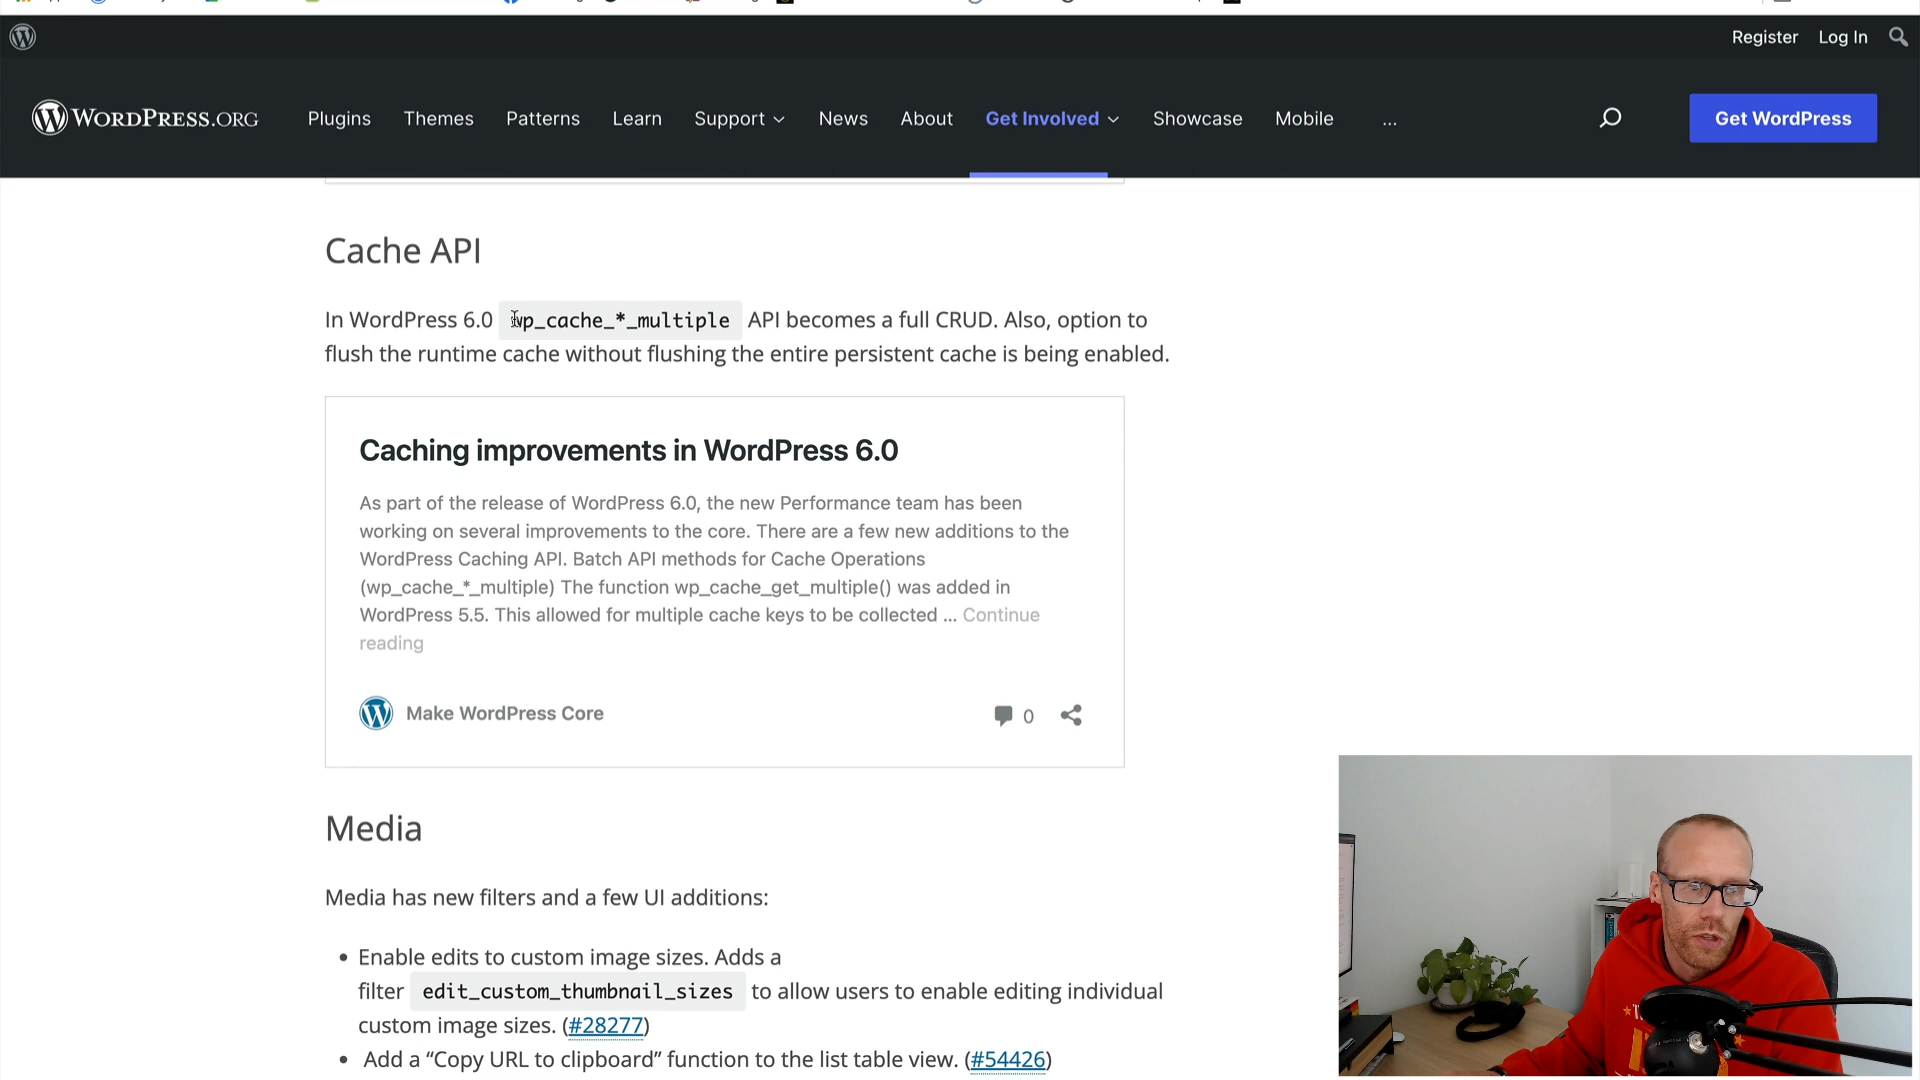 Register Log In
WORDPRESS.ORG Plugins Themes Patterns Learn Support News About Get Involved Showcase Mobile ... Get WordPress
Cache API
In WordPress 6.0 wp_cache_*_multiple API becomes a full CRUD. Also, option to
flush the runtime cache without flushing the entire persistent cache is being enabled.
Caching improvements in WordPress 6.0
As part of the release of WordPress 6.0, the new Performance team has been
working on several improvements to the core. There are a few new additions to the
WordPress Caching API. Batch API methods for Cache Operations
(wp_cache_*_multiple) The function wp_cache_get_multiple() was added in
WordPress 5.5. This allowed for multiple cache keys to be collected ... Continue
reading
Make WordPress Core 0
Media
Media has new filters and a few UI additions:
• Enable edits to custom image sizes. Adds a
filter edit_custom_thumbnail_sizes to allow users to enable editing individual
custom image sizes. (#28277)
• Add a “Copy URL to clipboard” function to the list table view. (#54426)